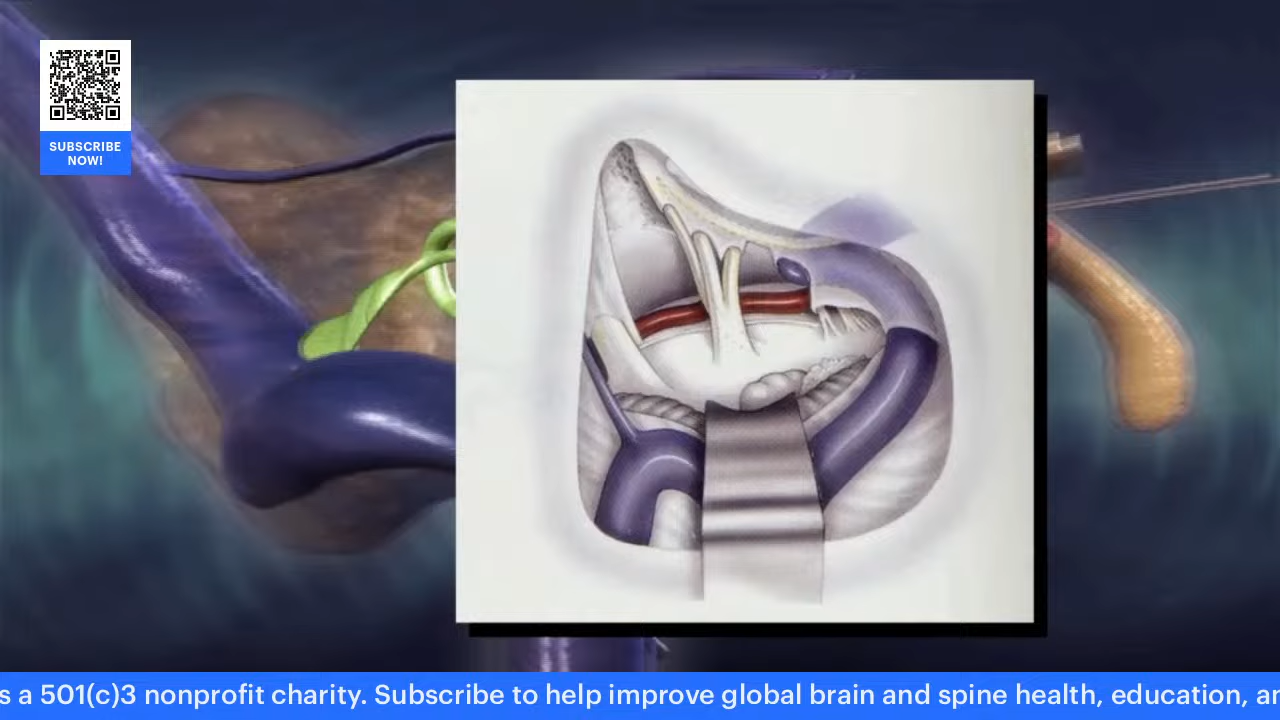 SUBSCRIBE
NOW!
s a 501(c)3 nonprofit charity. Subscribe to help improve global brain and spine health, education, ar